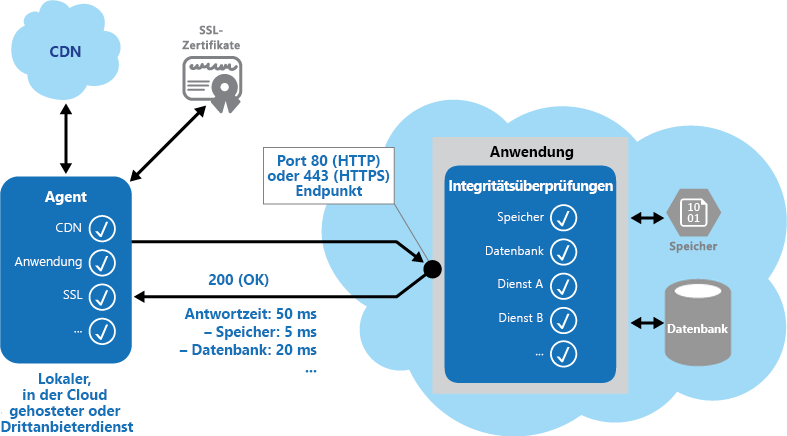 CDN
SSL-
Zertifikate
Agent
CDN
Anwendung
SSL
...
Lokaler,
in der Cloud
gehosteter oder
Drittanbieterdienst
Port 80 (HTTP)
oder 443 (HTTPS)
Endpunkt
200 (OK)
Antwortzeit: 50 ms
– Speicher: 5 ms
– Datenbank: 20 ms
...
Anwendung
Integritätsüberprüfungen
Speicher
Datenbank
Dienst A
Dienst B
...
10
01
Speicher
Datenbank